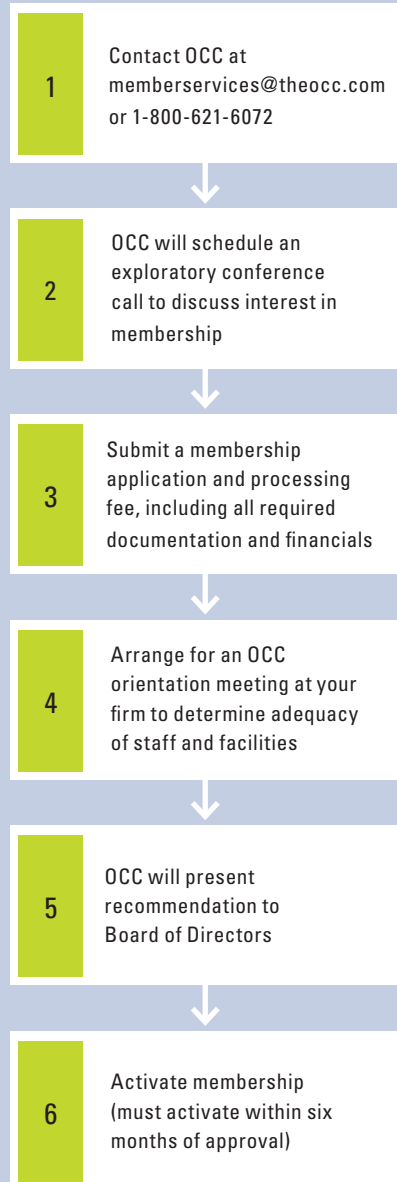 1
Contact OCC at
memberservices@theocc.com
or 1-800-621-6072
2
OCC will schedule an
exploratory conference
call to discuss interest in
membership
3
Submit a membership
application and processing
fee, including all required
documentation and financials
4
Arrange for an OCC
orientation meeting at your
firm to determine adequacy
of staff and facilities
5
OCC will present
recommendation to
Board of Directors
6
Activate membership
(must activate within six
months of approval)